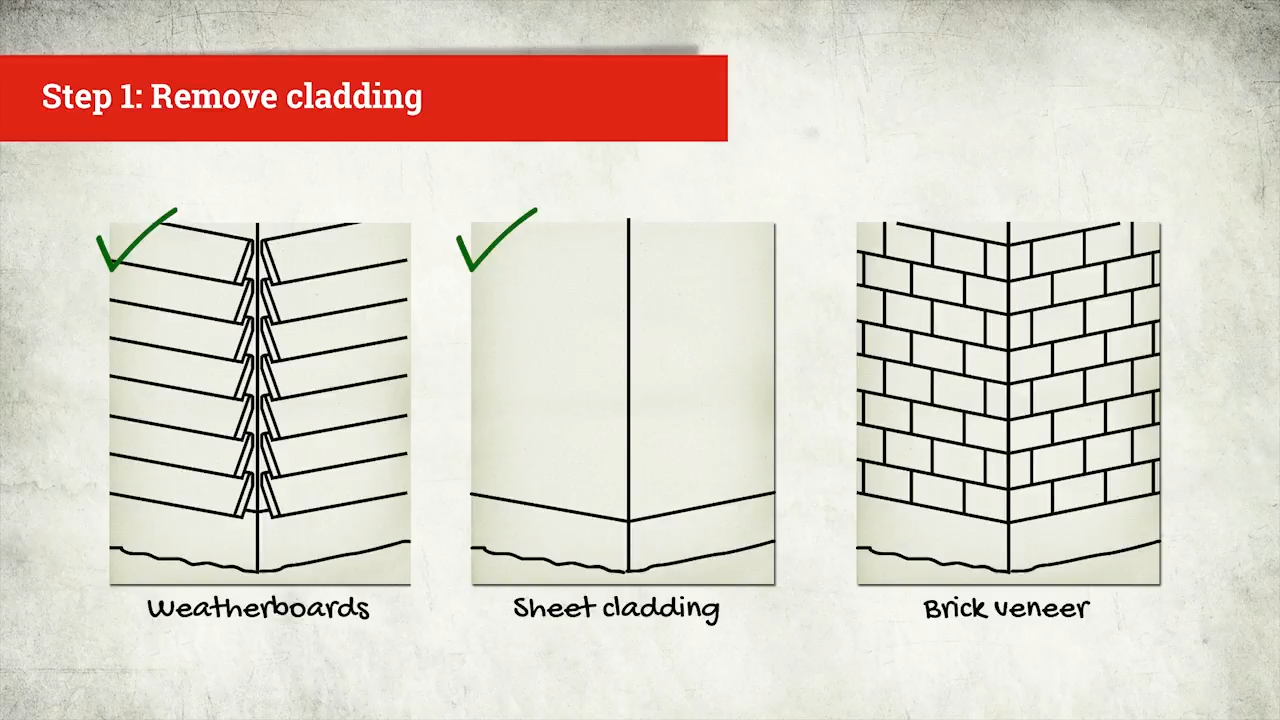 Step 1: Remove cladding
Weatherboards
Sheet cladding
Brick veneer